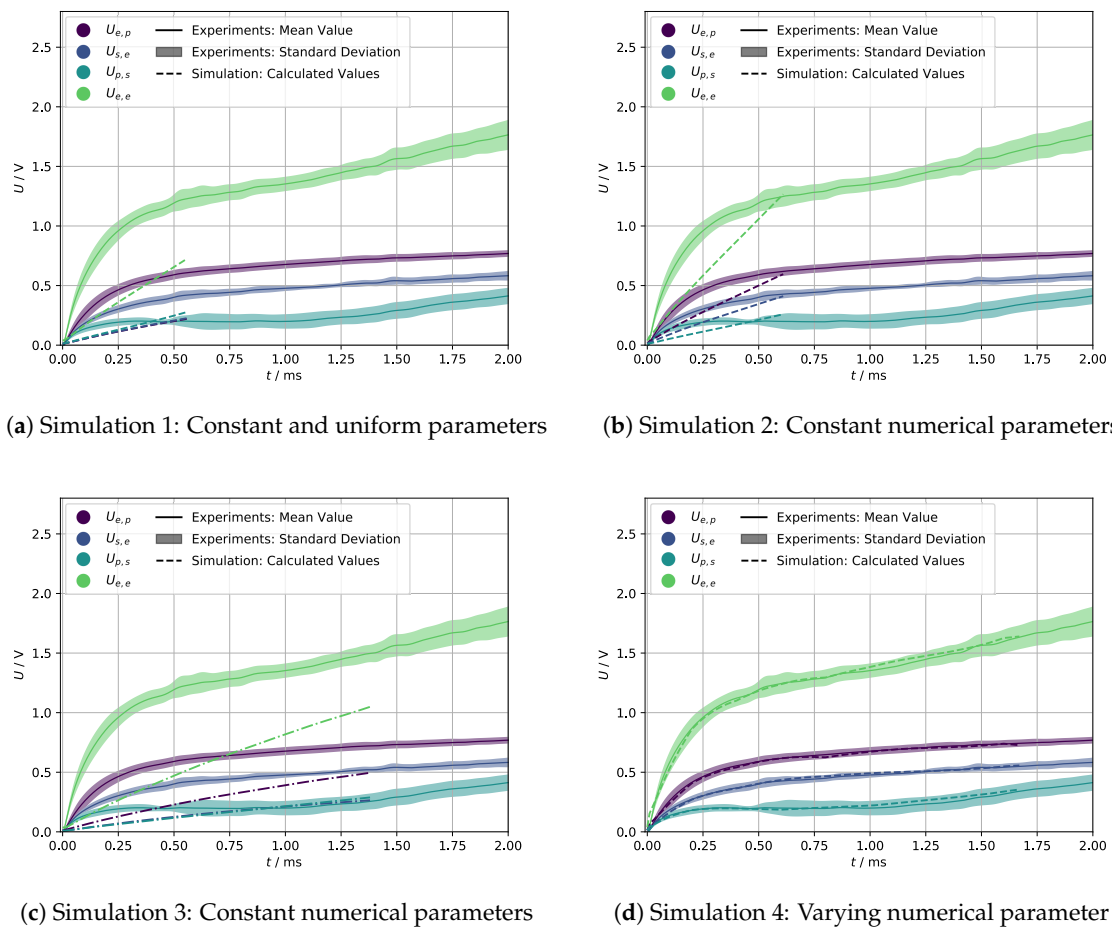 U_{e,p} Experiments: Mean Value
U_{s,e} Experiments: Standard Deviation
U_{p,s} Simulation: Calculated Values
U_{e,e}
2.5
2.0
1.5
1.0
0.5
0.0
U / V
0.00 0.25 0.50 0.75 1.00 1.25 1.50 1.75 2.00
t / ms
(a) Simulation 1: Constant and uniform parameters
U_{e,p} Experiments: Mean Value
U_{s,e} Experiments: Standard Deviation
U_{p,s} Simulation: Calculated Values
U_{e,e}
2.5
2.0
1.5
1.0
0.5
0.0
U / V
0.00 0.25 0.50 0.75 1.00 1.25 1.50 1.75 2.00
t / ms
(b) Simulation 2: Constant numerical parameters
U_{e,p} Experiments: Mean Value
U_{s,e} Experiments: Standard Deviation
U_{p,s} Simulation: Calculated Values
U_{e,e}
2.5
2.0
1.5
1.0
0.5
0.0
U / V
0.00 0.25 0.50 0.75 1.00 1.25 1.50 1.75 2.00
t / ms
(c) Simulation 3: Constant numerical parameters
U_{e,p} Experiments: Mean Value
U_{s,e} Experiments: Standard Deviation
U_{p,s} Simulation: Calculated Values
U_{e,e}
2.5
2.0
1.5
1.0
0.5
0.0
U / V
0.00 0.25 0.50 0.75 1.00 1.25 1.50 1.75 2.00
t / ms
(d) Simulation 4: Varying numerical parameter